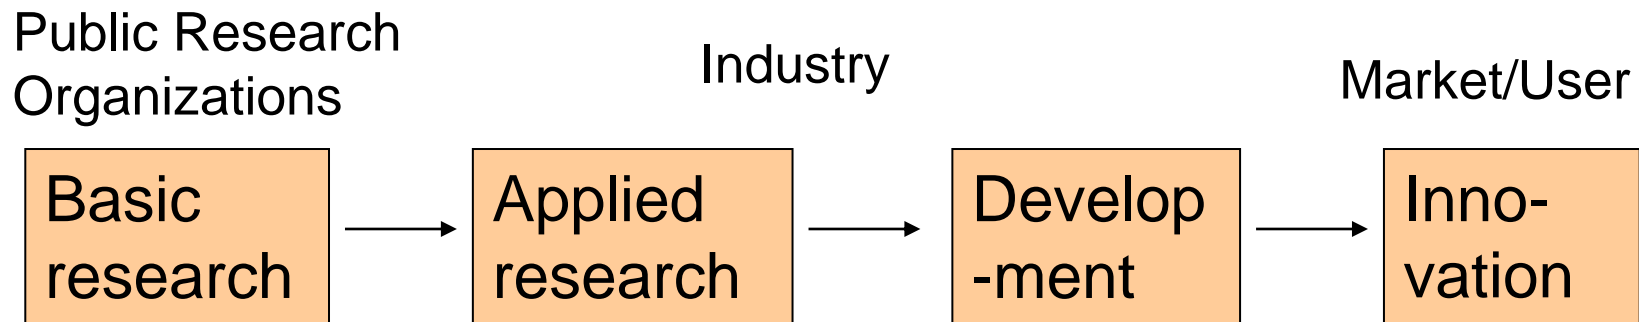 Public Research
Organizations
Industry
Market/User
Basic
research
Applied
research
Develop
-ment
Inno-
vation